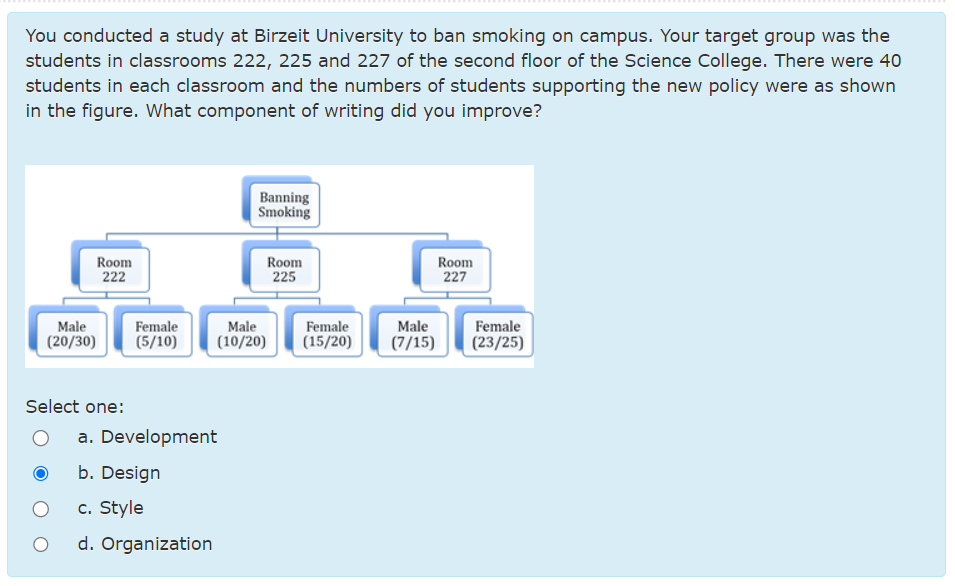 You conducted a study at Birzeit University to ban smoking on campus. Your target group was the
students in classrooms 222, 225 and 227 of the second floor of the Science College. There were 40
students in each classroom and the numbers of students supporting the new policy were as shown
in the figure. What component of writing did you improve?
Banning
Smoking
Room
222
Room
225
Room
227
Male
(20/30)
Female
(5/10)
Male
(10/20)
Female
(15/20)
Male
(7/15)
Female
(23/25)
Select one:
a. Development
b. Design
c. Style
d. Organization